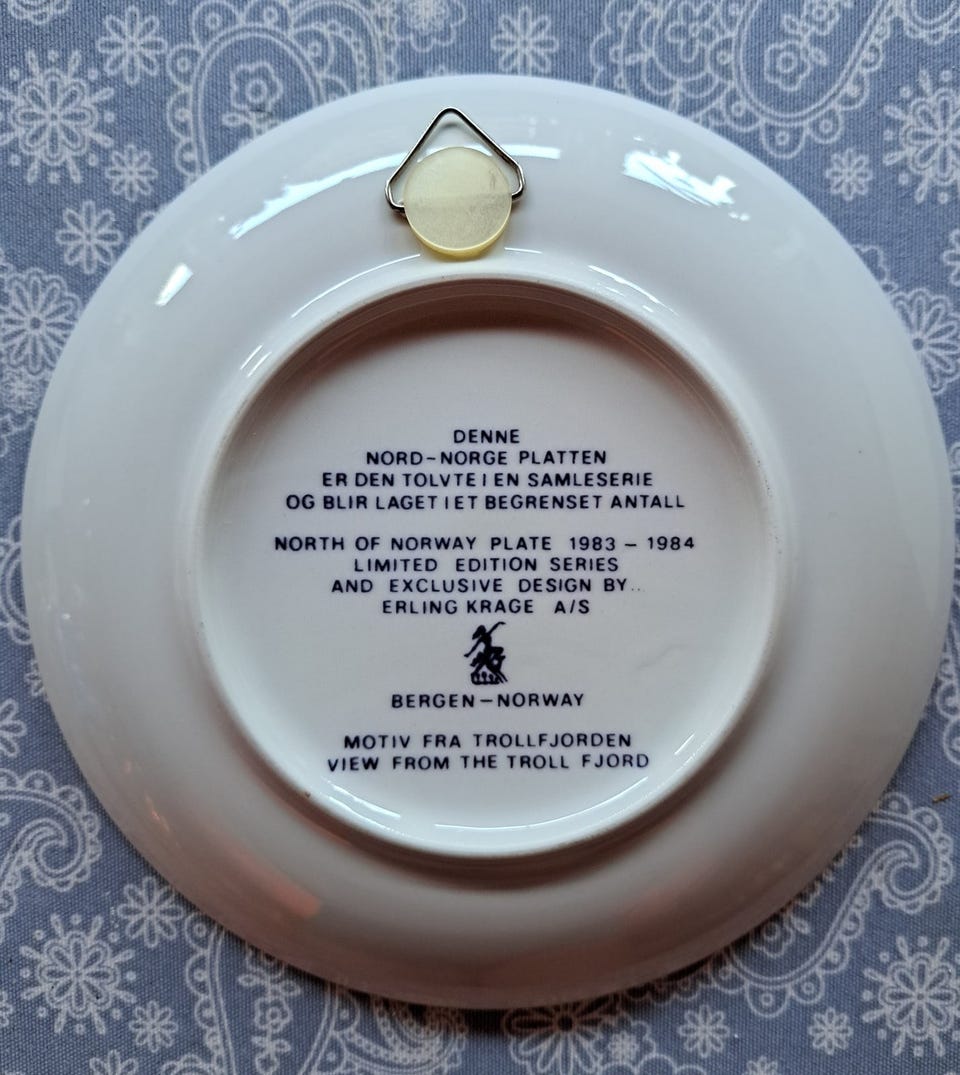 DENNE
NORD-NORGE PLATTEN
ER DEN TOLVTE I EN SAMLESERIE
OG BLIR LAGET I ET BEGRENSET ANTALL
NORTH OF NORWAY PLATE 1983 - 1984
LIMITED EDITION SERIES
AND EXCLUSIVE DESIGN BY..
ERLING KRAGE A/S
BERGEN-NORWAY
MOTIV FRA TROLLFJORDEN
VIEW FROM THE TROLL FJORD